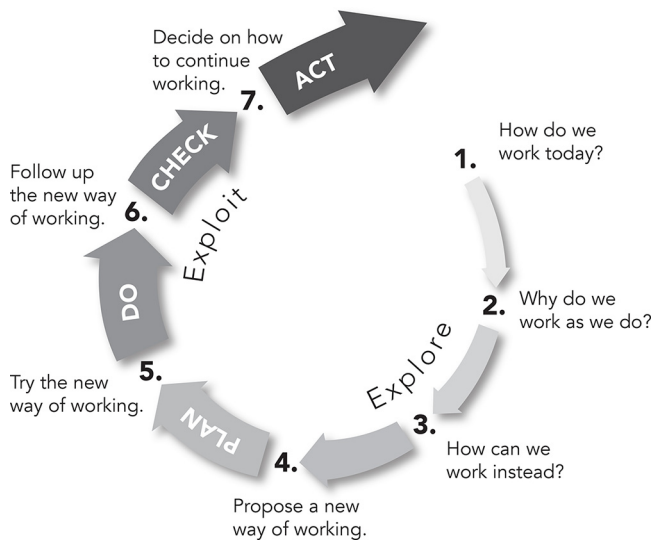 1.
How do we
work today?
2.
Why do we
work as we do?
Explore
3.
How can we
work instead?
4.
Propose a new
way of working.
PLAN
5.
Try the new
way of working.
DO
6.
Follow up
the new way
of working.
Exploit
CHECK
7.
Decide on how
to continue
working.
ACT